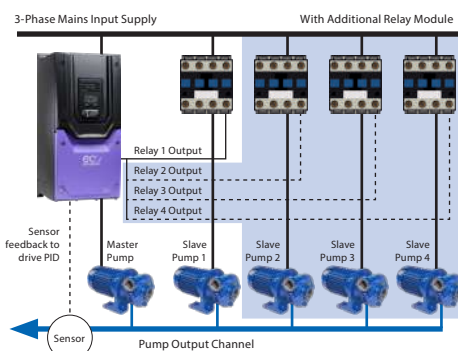 3-Phase Mains Input Supply
With Additional Relay Module
Relay 1 Output
Relay 2 Output
Relay 3 Output
Relay 4 Output
Sensor
feedback to
drive PID
Master
Pump
Slave
Pump 1
Slave
Pump 2
Slave
Pump 3
Slave
Pump 4
Sensor
Pump Output Channel